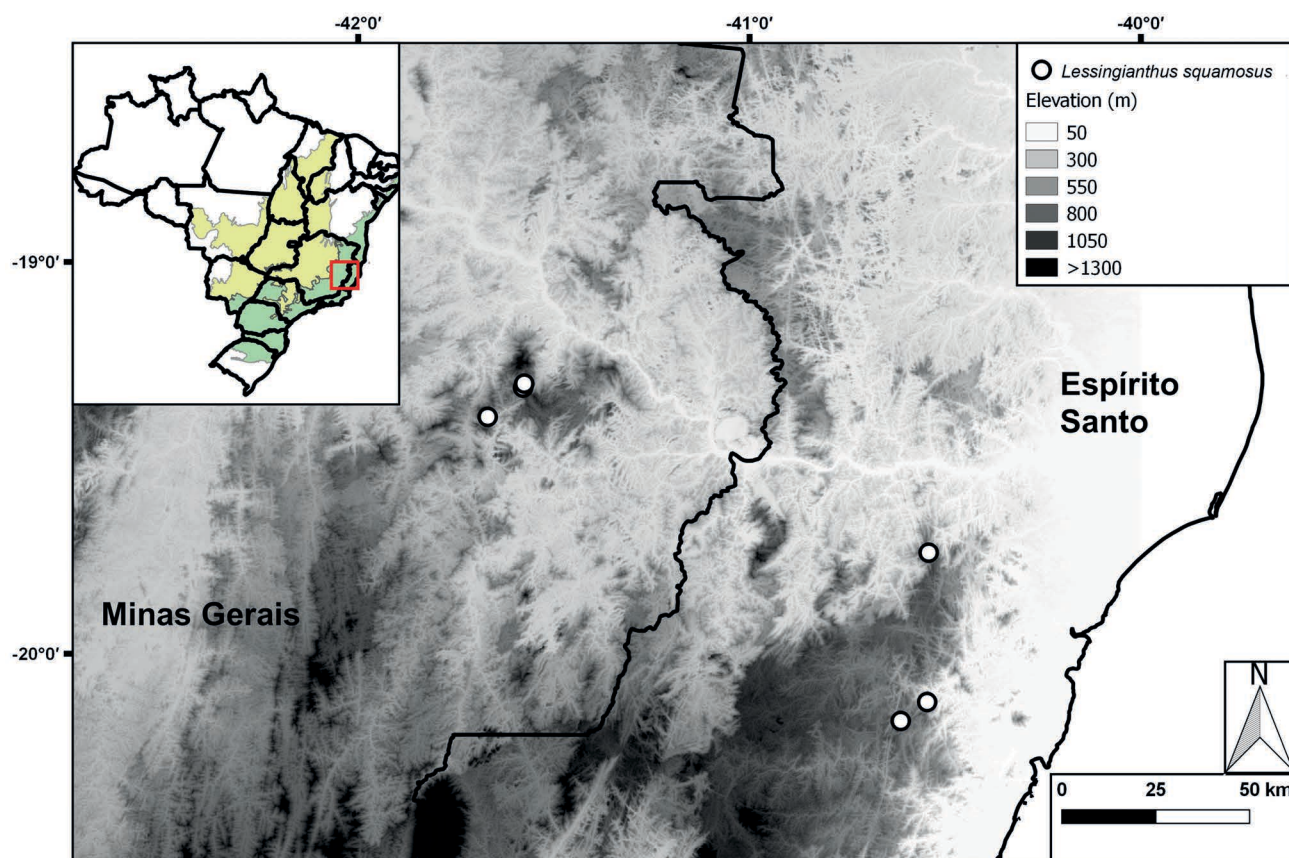 -42°0′ -41°0′ -40°0′
Lessingianthus squamosus
Elevation (m)
50
300
550
800
1050
>1300
-19°0′
Espírito
Santo
Minas Gerais
-20°0′
N
0 25 50 km